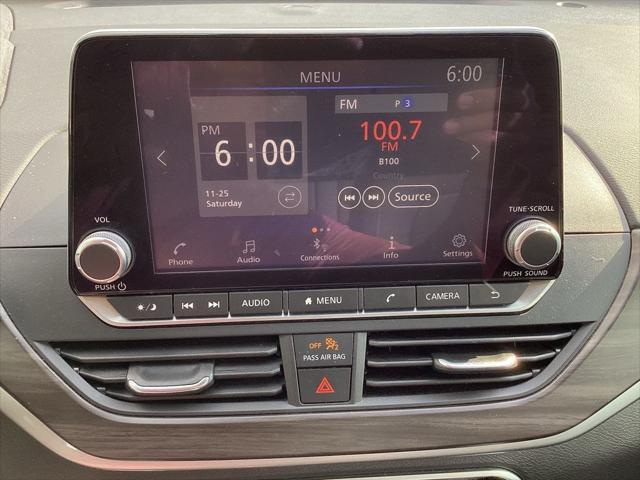 MENU
6:00
PM
6:00
11-25
Saturday
FM P 3
100.7
FM
B100
Country
Source
Phone
Audio
Connections
Info
Settings
VOL
PUSH
TUNE·SCROLL
PUSH SOUND
AUDIO
MENU
CAMERA
OFF 2
PASS AIR BAG